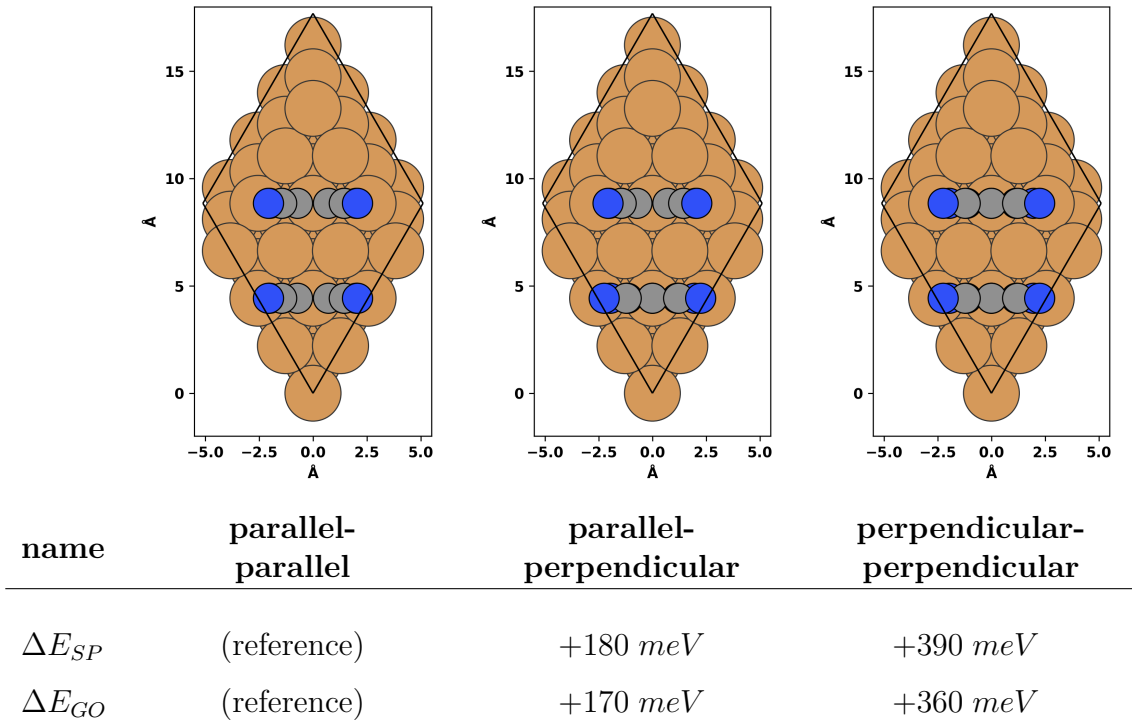 15
10
5
0
Å
−5.0 −2.5 0.0 2.5 5.0
Å
15
10
5
0
Å
−5.0 −2.5 0.0 2.5 5.0
Å
15
10
5
0
Å
−5.0 −2.5 0.0 2.5 5.0
Å
name parallel- parallel- perpendicular-
parallel perpendicular perpendicular
ΔE_SP (reference) +180 meV +390 meV
ΔE_GO (reference) +170 meV +360 meV